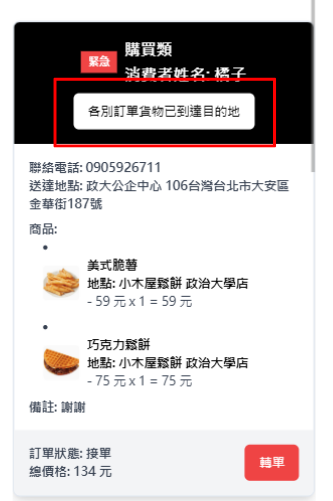 緊急
購買類
消費者姓名: 橘子
各別訂單貨物已到達目的地
聯絡電話: 0905926711
送達地點: 政大公企中心 106台灣台北市大安區
金華街187號
商品:
美式脆薯
地點: 小木屋鬆餅 政治大學店
- 59 元 x 1 = 59 元
巧克力鬆餅
地點: 小木屋鬆餅 政治大學店
- 75 元 x 1 = 75 元
備註: 謝謝
訂單狀態: 接單
總價格: 134 元
轉單